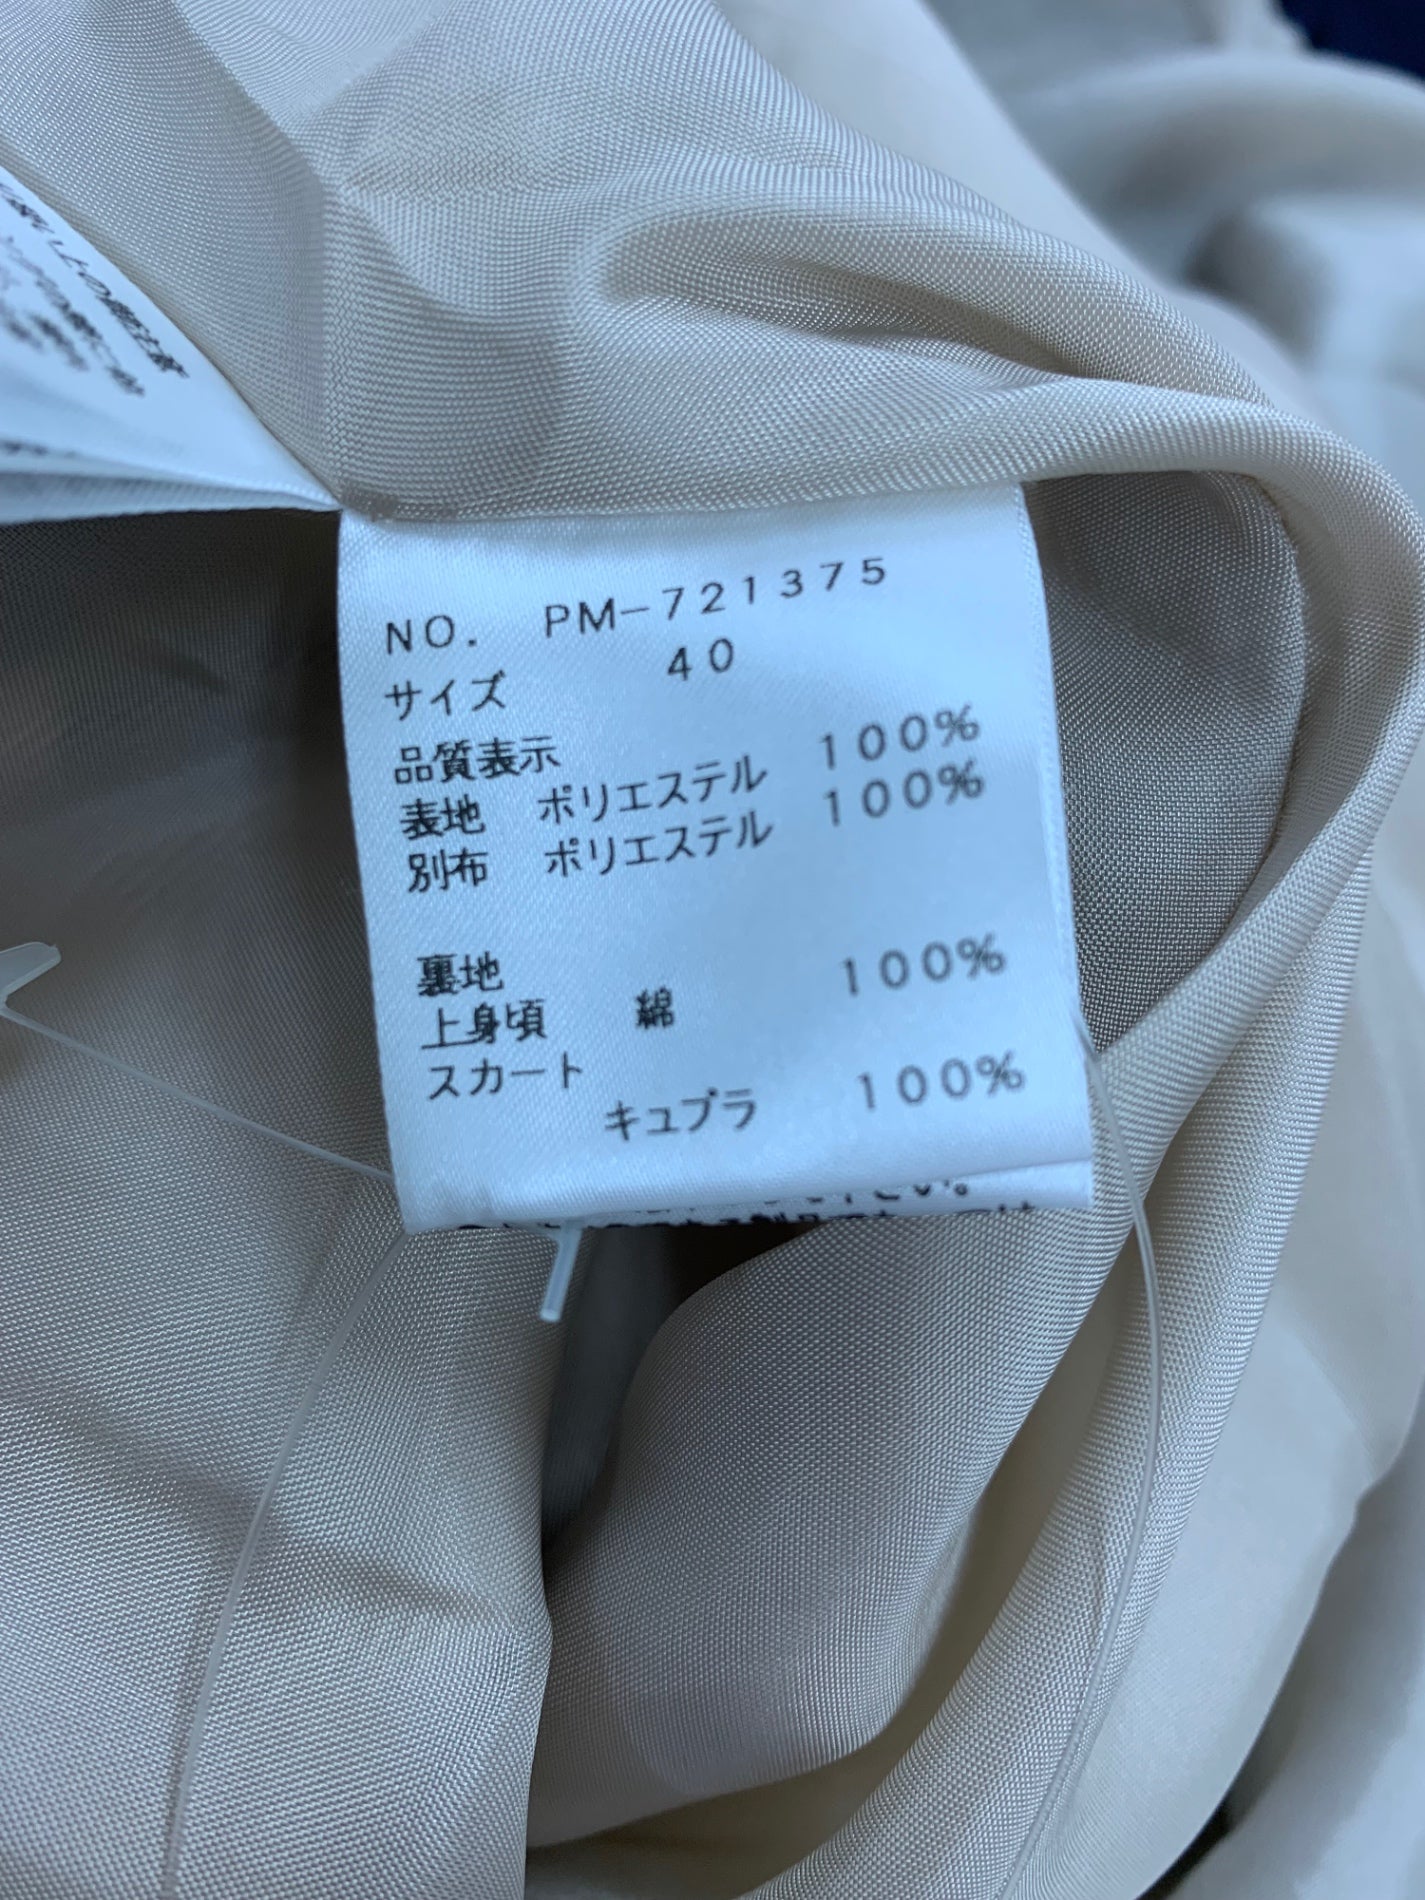 NO. PM-721375
サイズ 40
品質表示
表地 ポリエステル 100%
別布 ポリエステル 100%
裏地
上身頃 綿 100%
スカート
キュプラ 100%